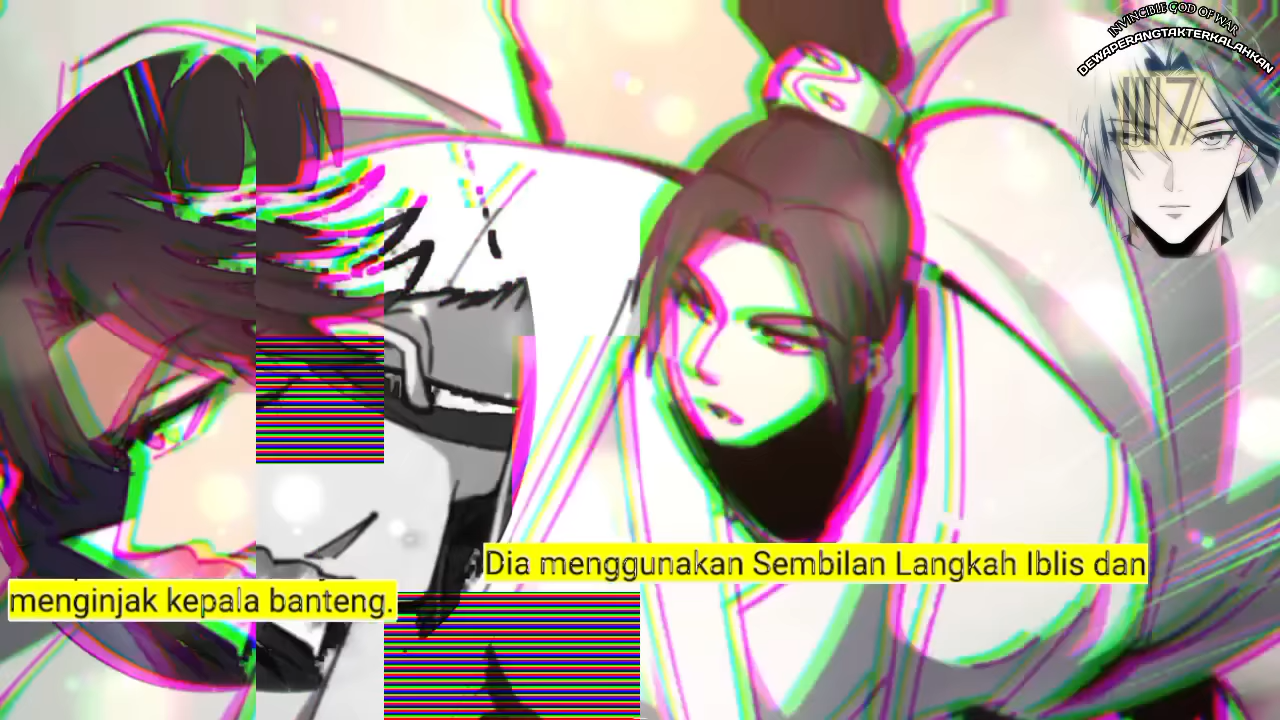 INVINCIBLE GOD OF WAR
DEWAPERANGTAKTERKALAHKAN
Dia menggunakan Sembilan Langkah Iblis dan
menginjak kepala banteng.